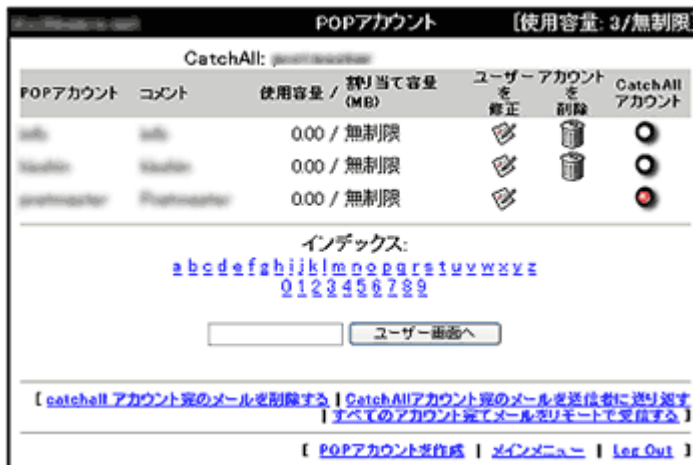 POPアカウント [使用容量: 3/無制限]
CatchAll:
POPアカウント コメント 使用容量 / 割り当て容量 (MB) ユーザーを修正 アカウントを削除 CatchAllアカウント
0.00 / 無制限
0.00 / 無制限
0.00 / 無制限
インデックス:
a b c d e f g h i j k l m n o p q r s t u v w x y z
0 1 2 3 4 5 6 7 8 9
ユーザー画面へ
[ catchall アカウント宛のメールを削除する | CatchAllアカウント宛のメールを送信者に送り返す
| すべてのアカウント宛てメールをリモートで受信する ]
[ POPアカウントを作成 | メインメニュー | Log Out ]